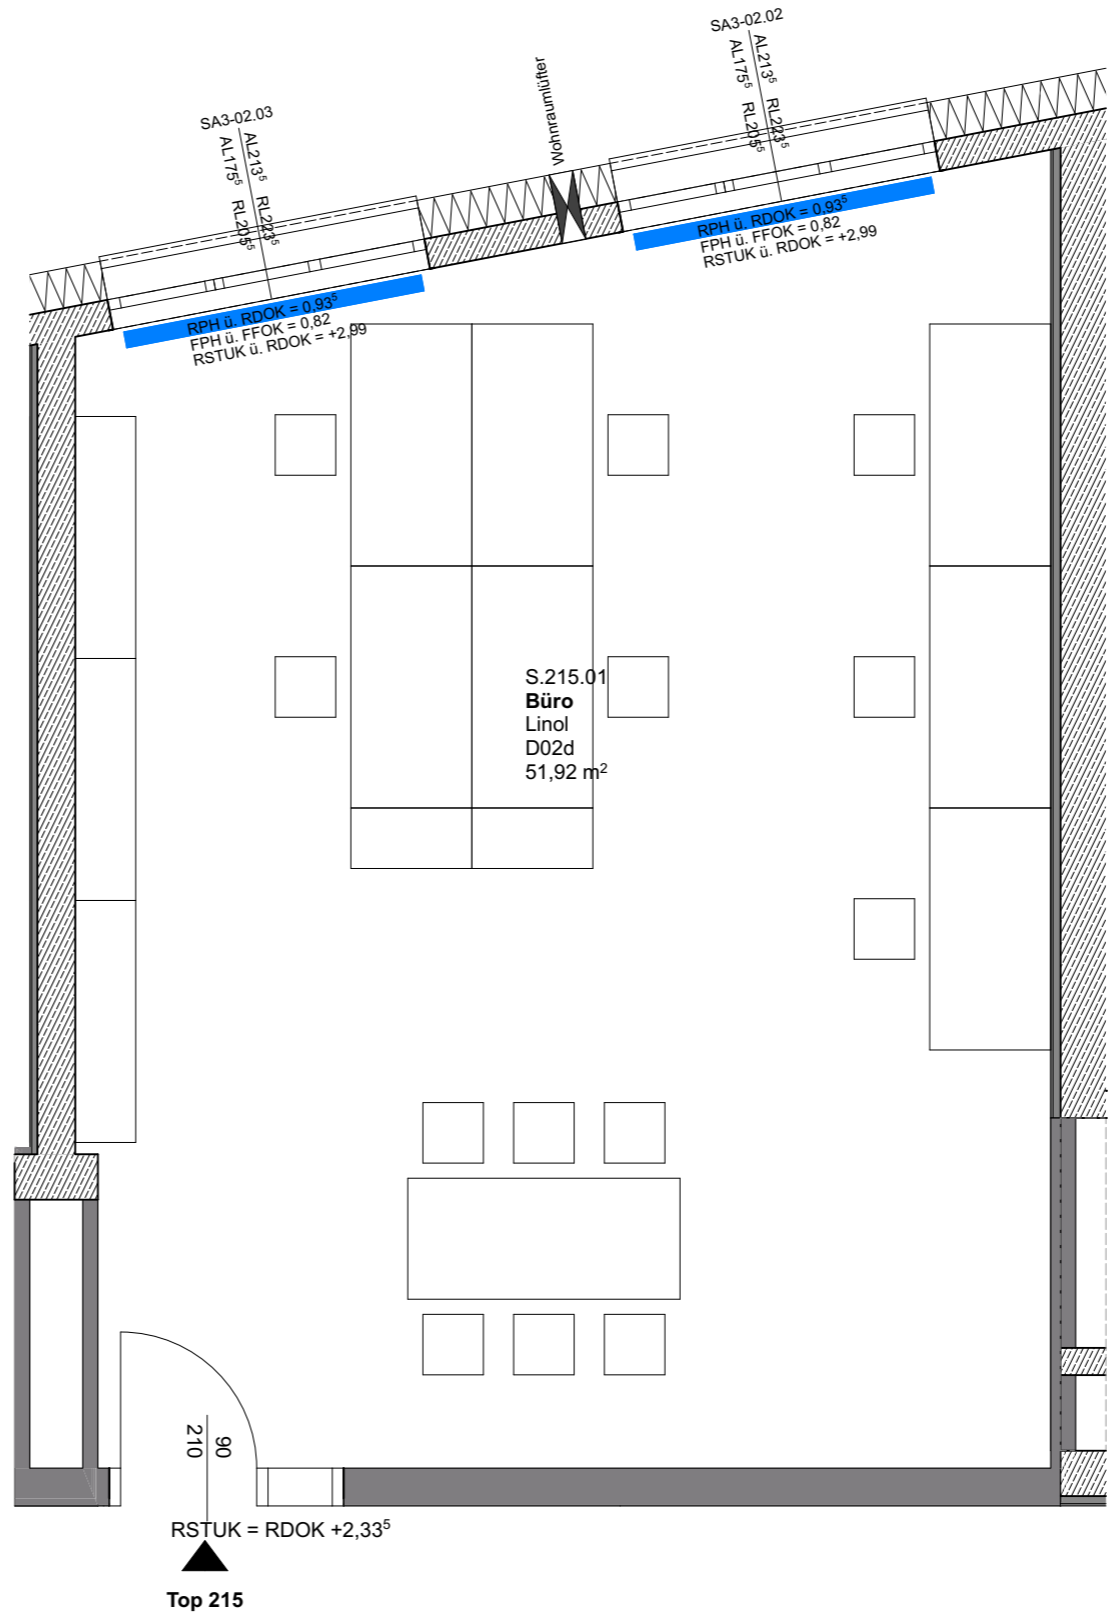 SA3-02.02
AL213⁵ RL223⁵
AL175⁵ RL205⁵
Wohnraumlüfter
SA3-02.03
AL213⁵ RL223⁵
AL175⁵ RL205⁵
RPH ü. RDOK = 0,93⁵
FPH ü. FFOK = 0,82
RSTUK ü. RDOK = +2,99
RPH ü. RDOK = 0,93⁵
FPH ü. FFOK = 0,82
RSTUK ü. RDOK = +2,99
S.215.01
Büro
Linol
D02d
51,92 m²
90
210
RSTUK = RDOK +2,33⁵
Top 215